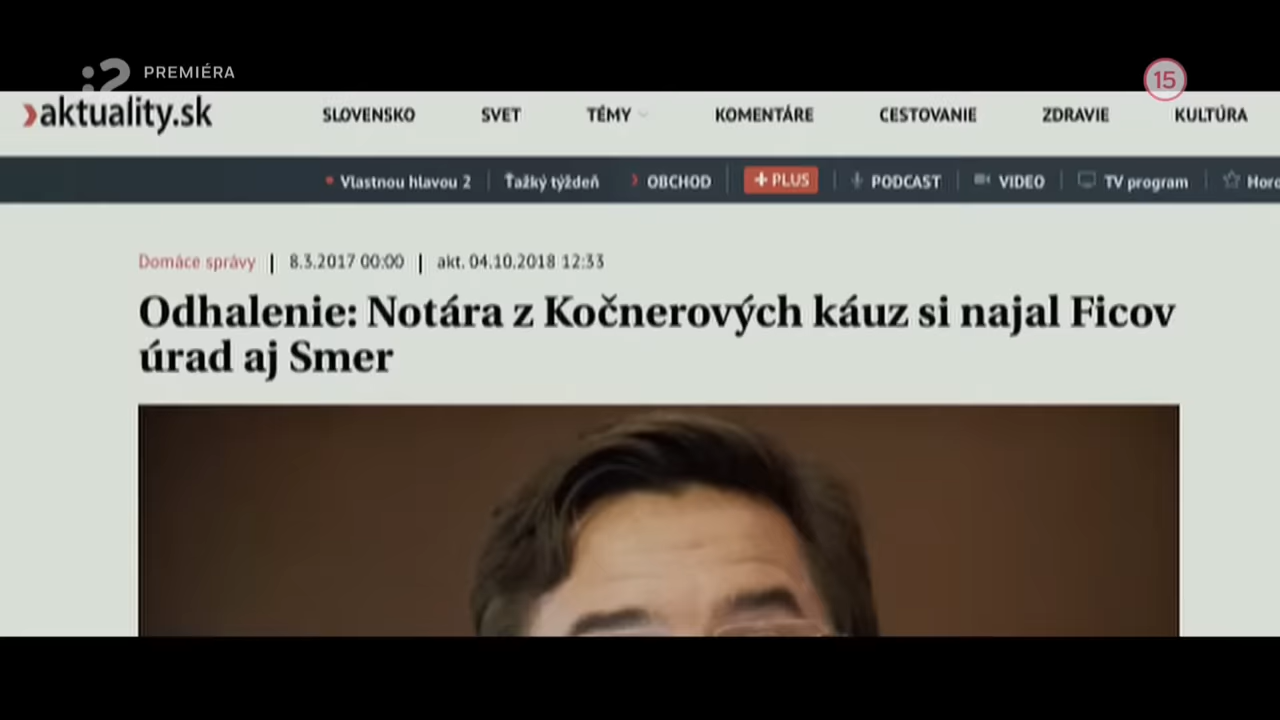 :2 PREMIÉRA
15
aktuality.sk SLOVENSKO SVET TÉMY KOMENTÁRE CESTOVANIE ZDRAVIE KULTÚRA
Vlastnou hlavou 2 Ťažký týždeň OBCHOD +PLUS PODCAST VIDEO TV program
Domáce správy | 8.3.2017 00:00 | akt. 04.10.2018 12:33
Odhalenie: Notára z Kočnerových káuz si najal Ficov
úrad aj Smer